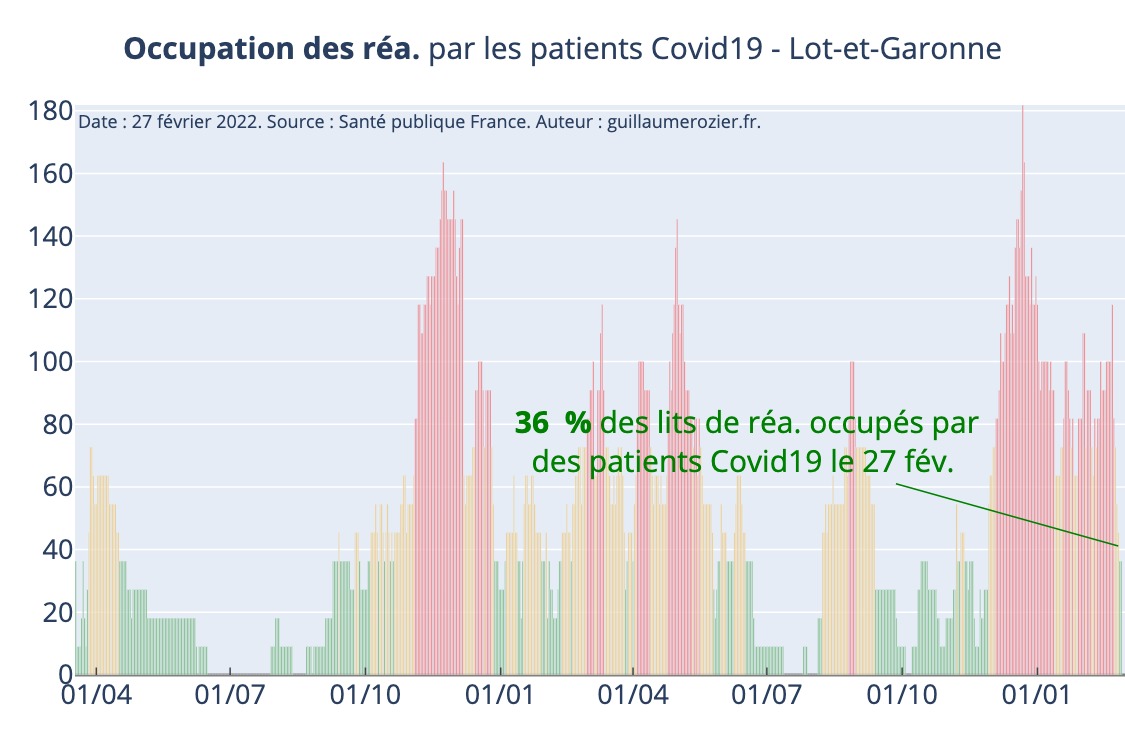 Occupation des réa. par les patients Covid19 - Lot-et-Garonne
180
Date : 27 février 2022. Source : Santé publique France. Auteur : guillaumerozier.fr.
160
140
120
100
80
36  % des lits de réa. occupés par
des patients Covid19 le 27 fév.
60
40
20
0
01/04 01/07 01/10 01/01 01/04 01/07 01/10 01/01